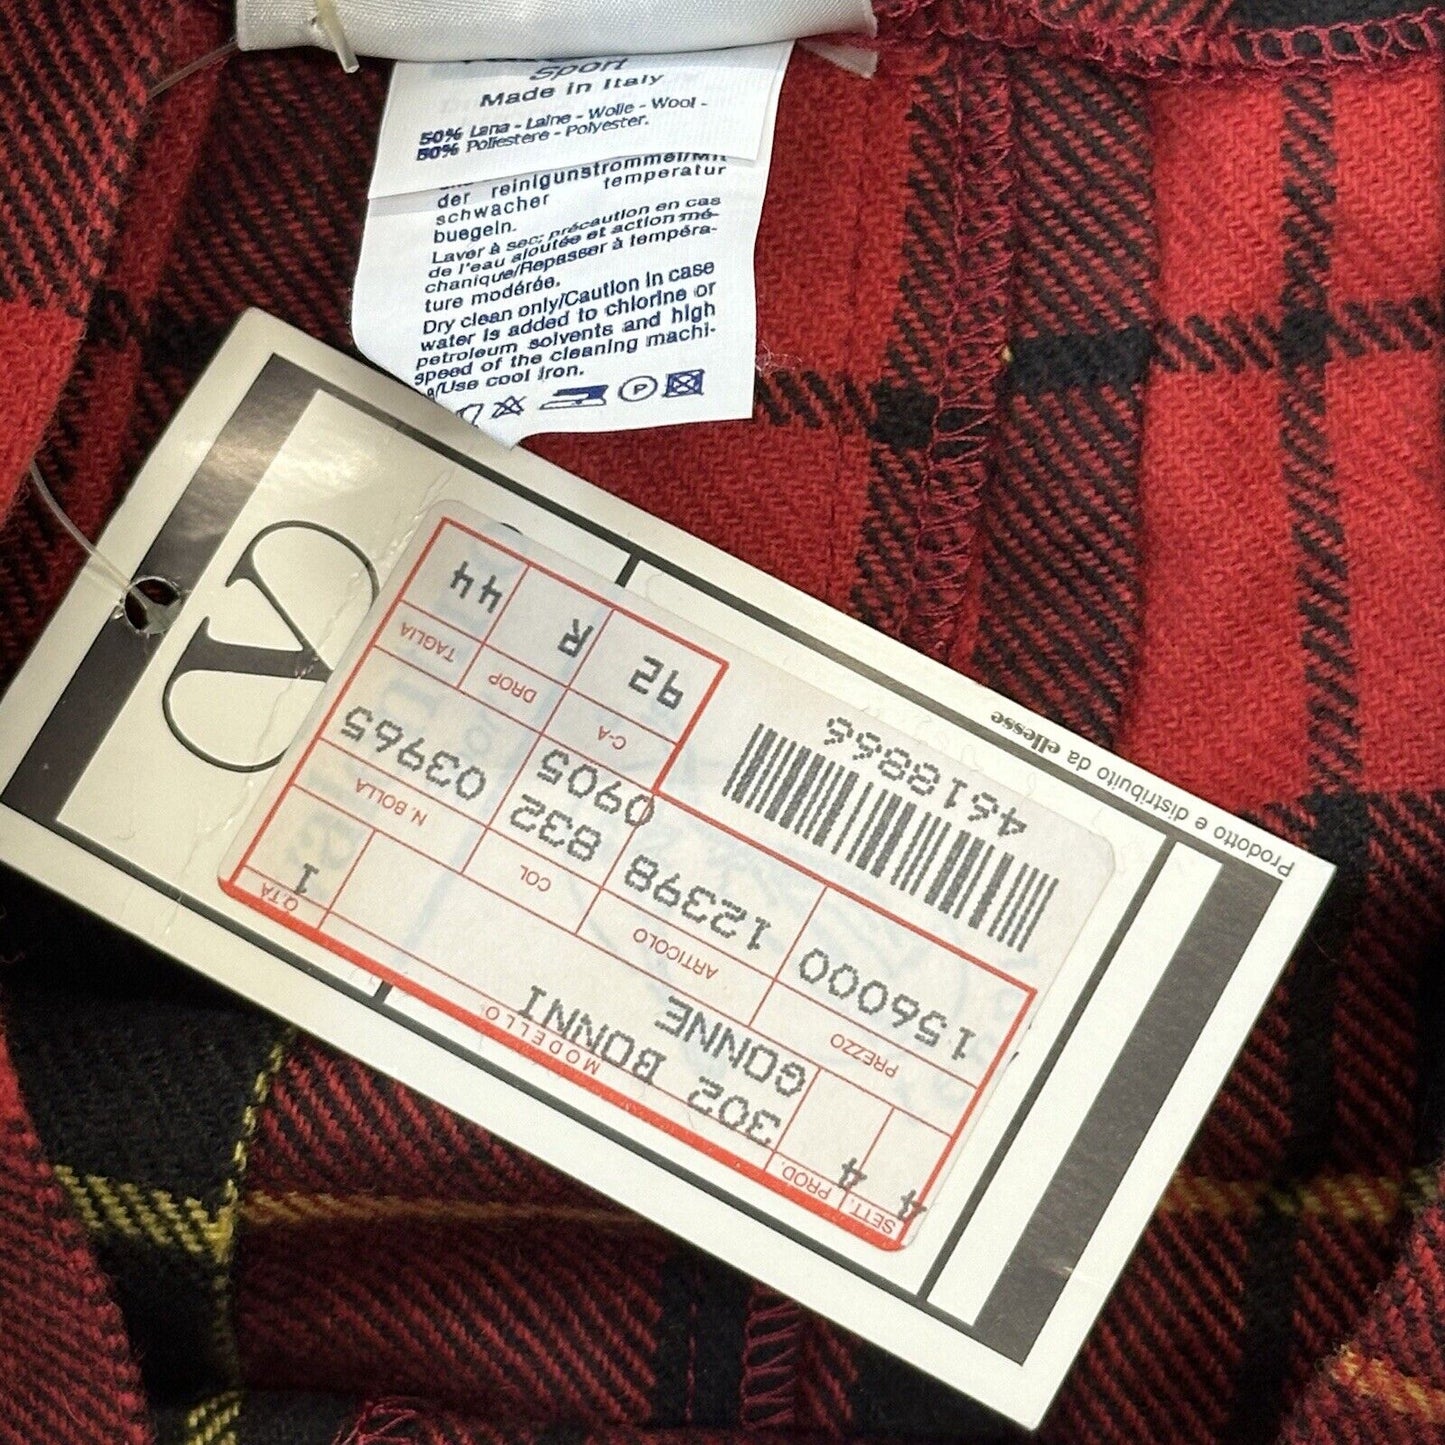 Sport
Made in Italy
50% Lana - Laine - Wolle - Wool -
50% Poliestere - Polyester.
der reinigunstrommel/Mit
schwacher temperatur
buegeln.
Laver à sec: précaution en cas
de l'eau ajoutée et action mé-
chanique/Repasser à tempéra-
ture modérée.
Dry clean only/Caution in case
water is added to chlorine or
petroleum solvents and high
speed of the cleaning machi-
/Use cool iron.
P
V
Prodotto e distribuito da ellesse
4618866
SETT. PROD. MODELLO Q.TÀ
4 4 302 BONNI 1
GONNE
PREZZO ARTICOLO COL N. BOLLA
156000 12398 832 03965
0905
C-A DROP TAGLIA
92 R 44